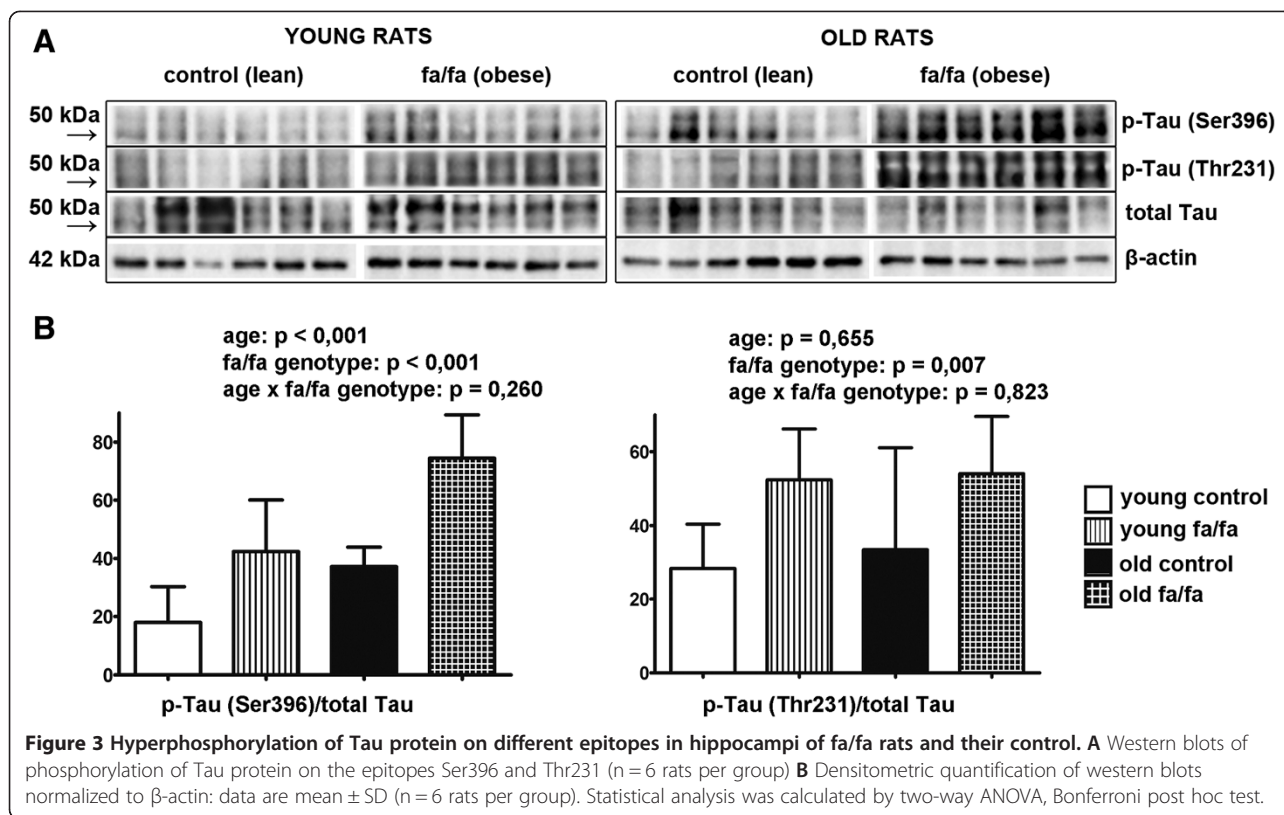 A
YOUNG RATS OLD RATS
control (lean) fa/fa (obese) control (lean) fa/fa (obese)
50 kDa
→
p-Tau (Ser396)
50 kDa
→
p-Tau (Thr231)
50 kDa
→
total Tau
42 kDa
β-actin
B
age: p < 0,001
fa/fa genotype: p < 0,001
age x fa/fa genotype: p = 0,260
80
60
40
20
0
p-Tau (Ser396)/total Tau
age: p = 0,655
fa/fa genotype: p = 0,007
age x fa/fa genotype: p = 0,823
60
40
20
0
p-Tau (Thr231)/total Tau
young control
young fa/fa
old control
old fa/fa
Figure 3 Hyperphosphorylation of Tau protein on different epitopes in hippocampi of fa/fa rats and their control. A Western blots of
phosphorylation of Tau protein on the epitopes Ser396 and Thr231 (n = 6 rats per group) B Densitometric quantification of western blots
normalized to β-actin: data are mean ± SD (n = 6 rats per group). Statistical analysis was calculated by two-way ANOVA, Bonferroni post hoc test.